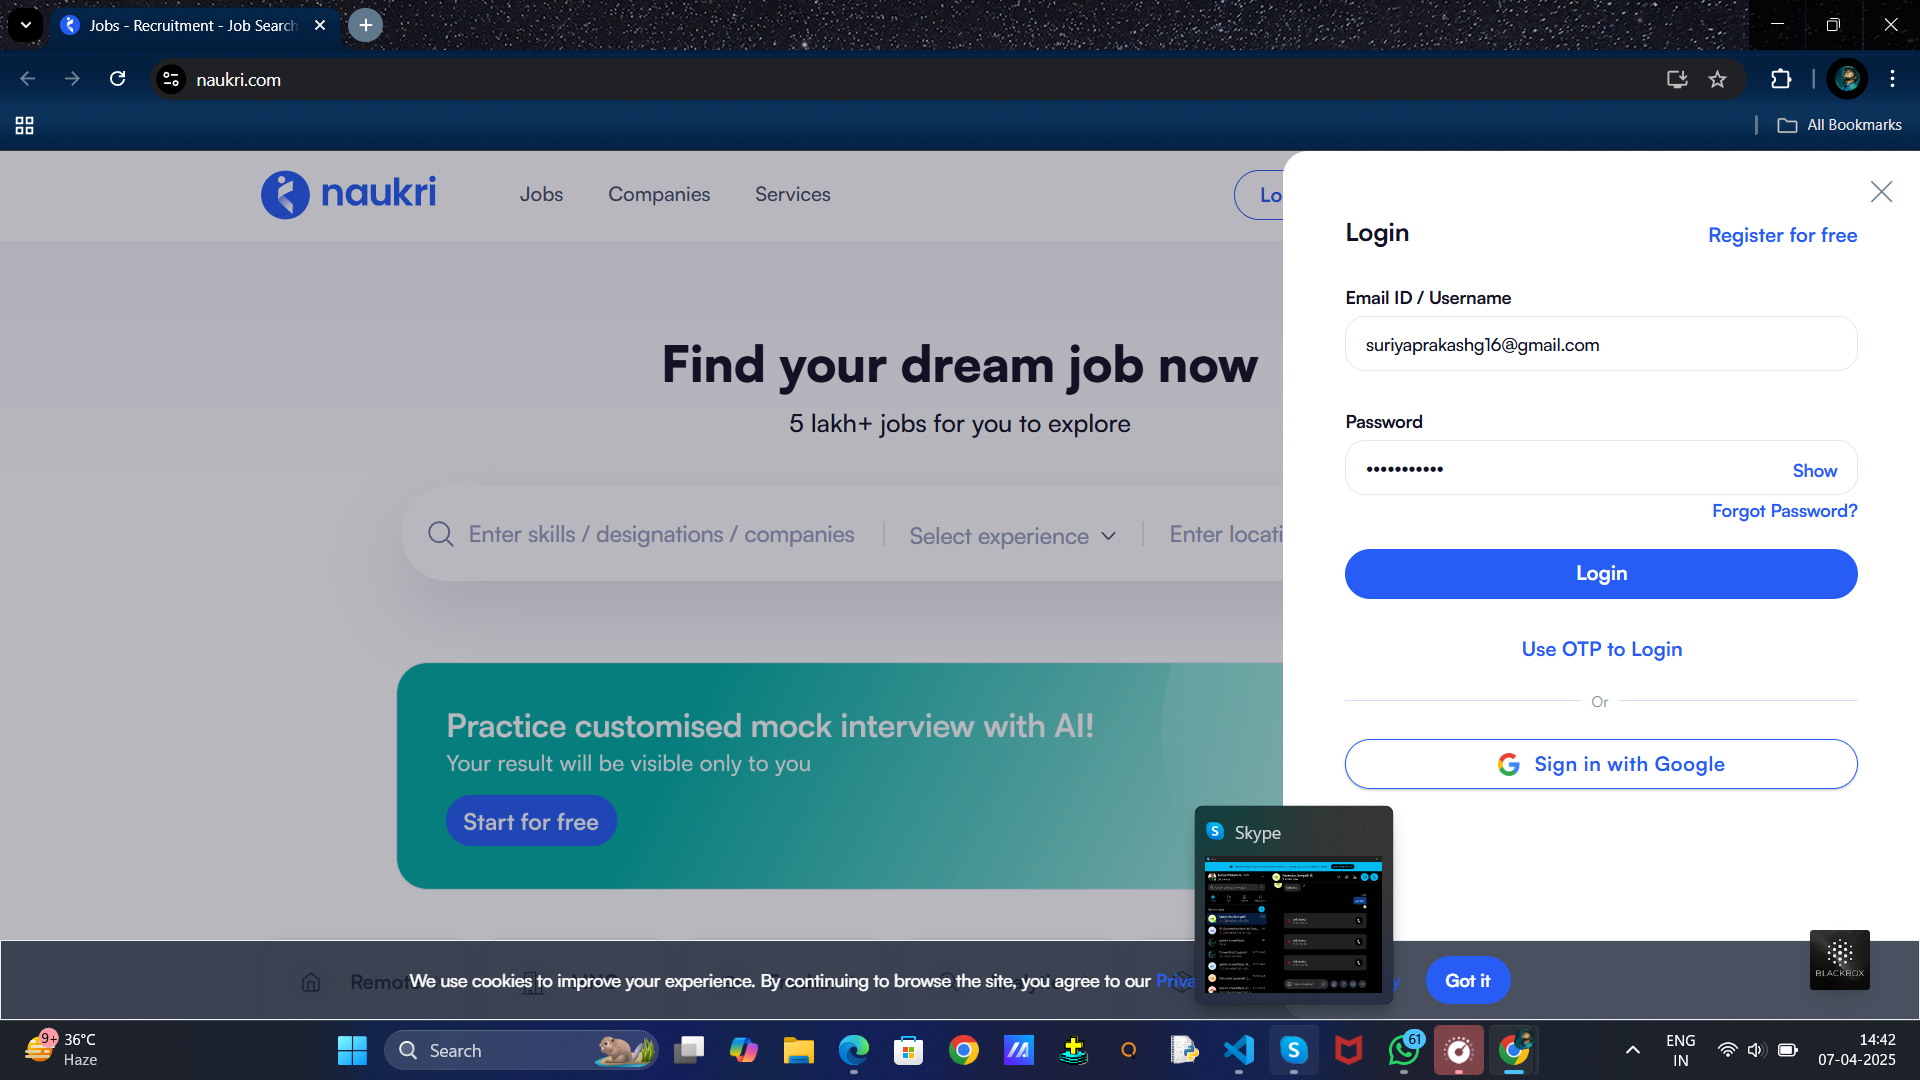 Jobs - Recruitment - Job Search
naukri.com
All Bookmarks
naukri
Jobs
Companies
Services
Lo
Login
Register for free
Email ID / Username
suriyaprakashg16@gmail.com
Password
•••••••••••
Show
Forgot Password?
Login
Use OTP to Login
Or
Sign in with Google
Find your dream job now
5 lakh+ jobs for you to explore
Enter skills / designations / companies
Select experience
Enter locati
Practice customised mock interview with AI!
Your result will be visible only to you
Start for free
Skype
We use cookies to improve your experience. By continuing to browse the site, you agree to our Priva
y
Got it
BLACKBOX
9+
36°C
Haze
Search
61
ENG
IN
14:42
07-04-2025